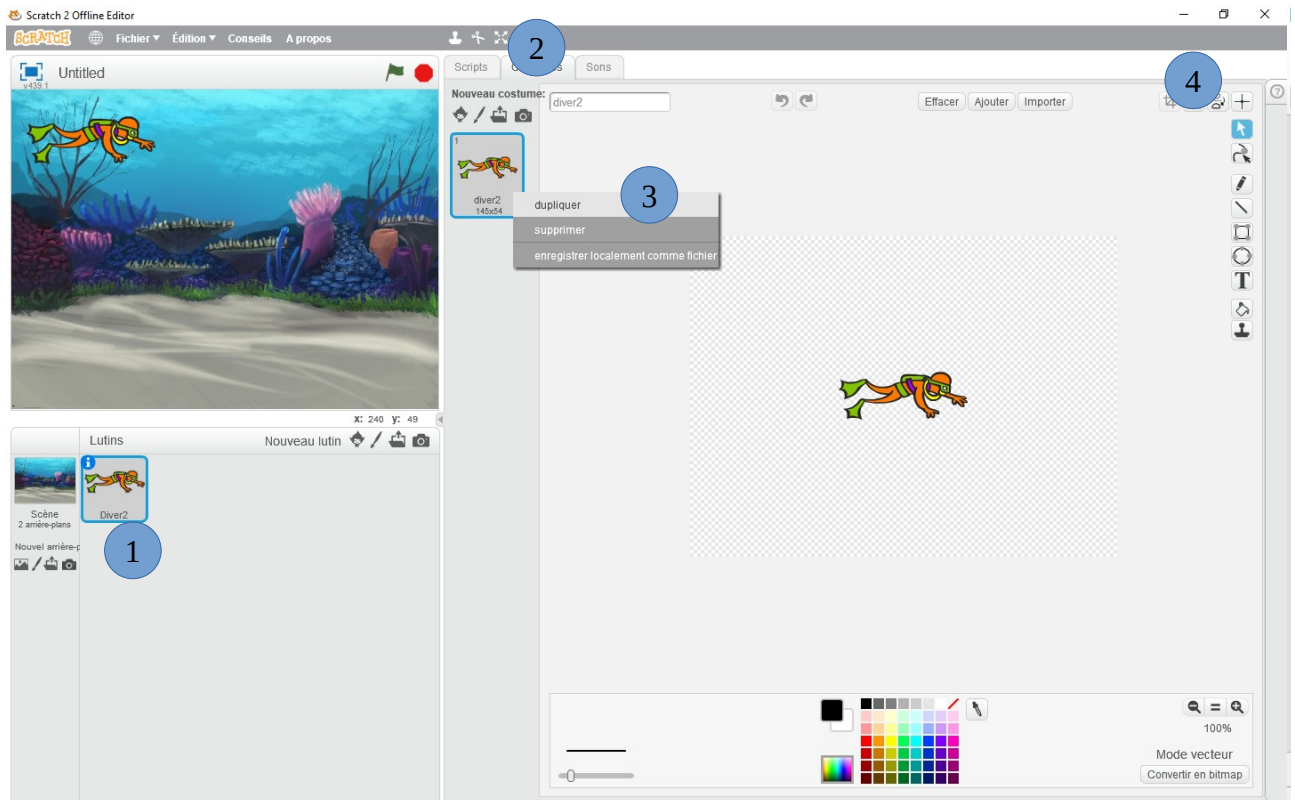 Scratch 2 Offline Editor
SCRATCH Fichier Édition Conseils A propos
2
Untitled
v439.1
Scripts
Sons
Nouveau costume:
diver2
Effacer Ajouter Importer
4
1
diver2
145x54
3
dupliquer
supprimer
enregistrer localement comme fichier
T
X: 240 y: 49
Lutins Nouveau lutin
Scène
2 arrière-plans
Diver2
Nouvel arrière-p
1
100%
Mode vecteur
Convertir en bitmap